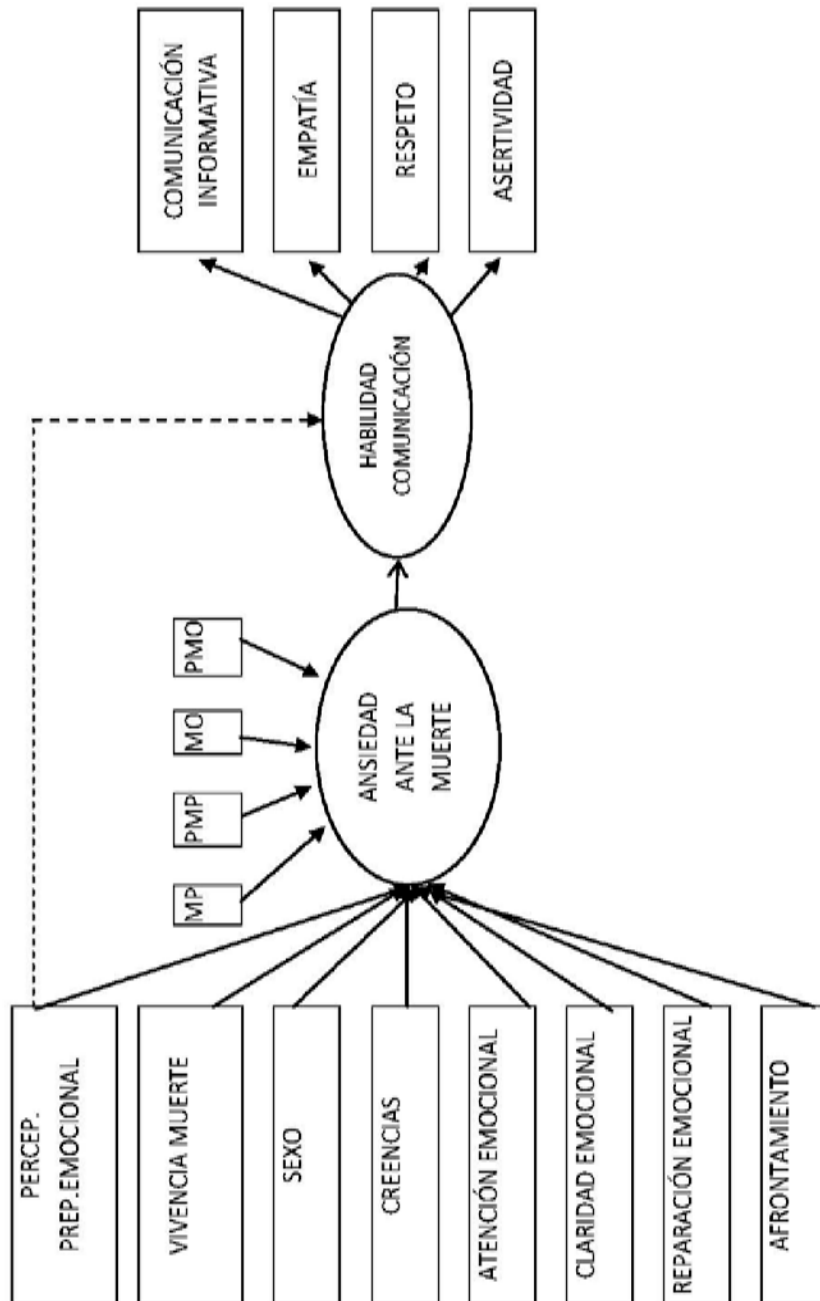 PERCEP.
PREP.EMOCIONAL
VIVENCIA MUERTE
SEXO
CREENCIAS
ATENCIÓN EMOCIONAL
CLARIDAD EMOCIONAL
REPARACIÓN EMOCIONAL
AFRONTAMIENTO
MP
PMP
MO
PMO
ANSIEDAD
ANTE LA
MUERTE
HABILIDAD
COMUNICACIÓN
COMUNICACIÓN
INFORMATIVA
EMPATÍA
RESPETO
ASERTIVIDAD